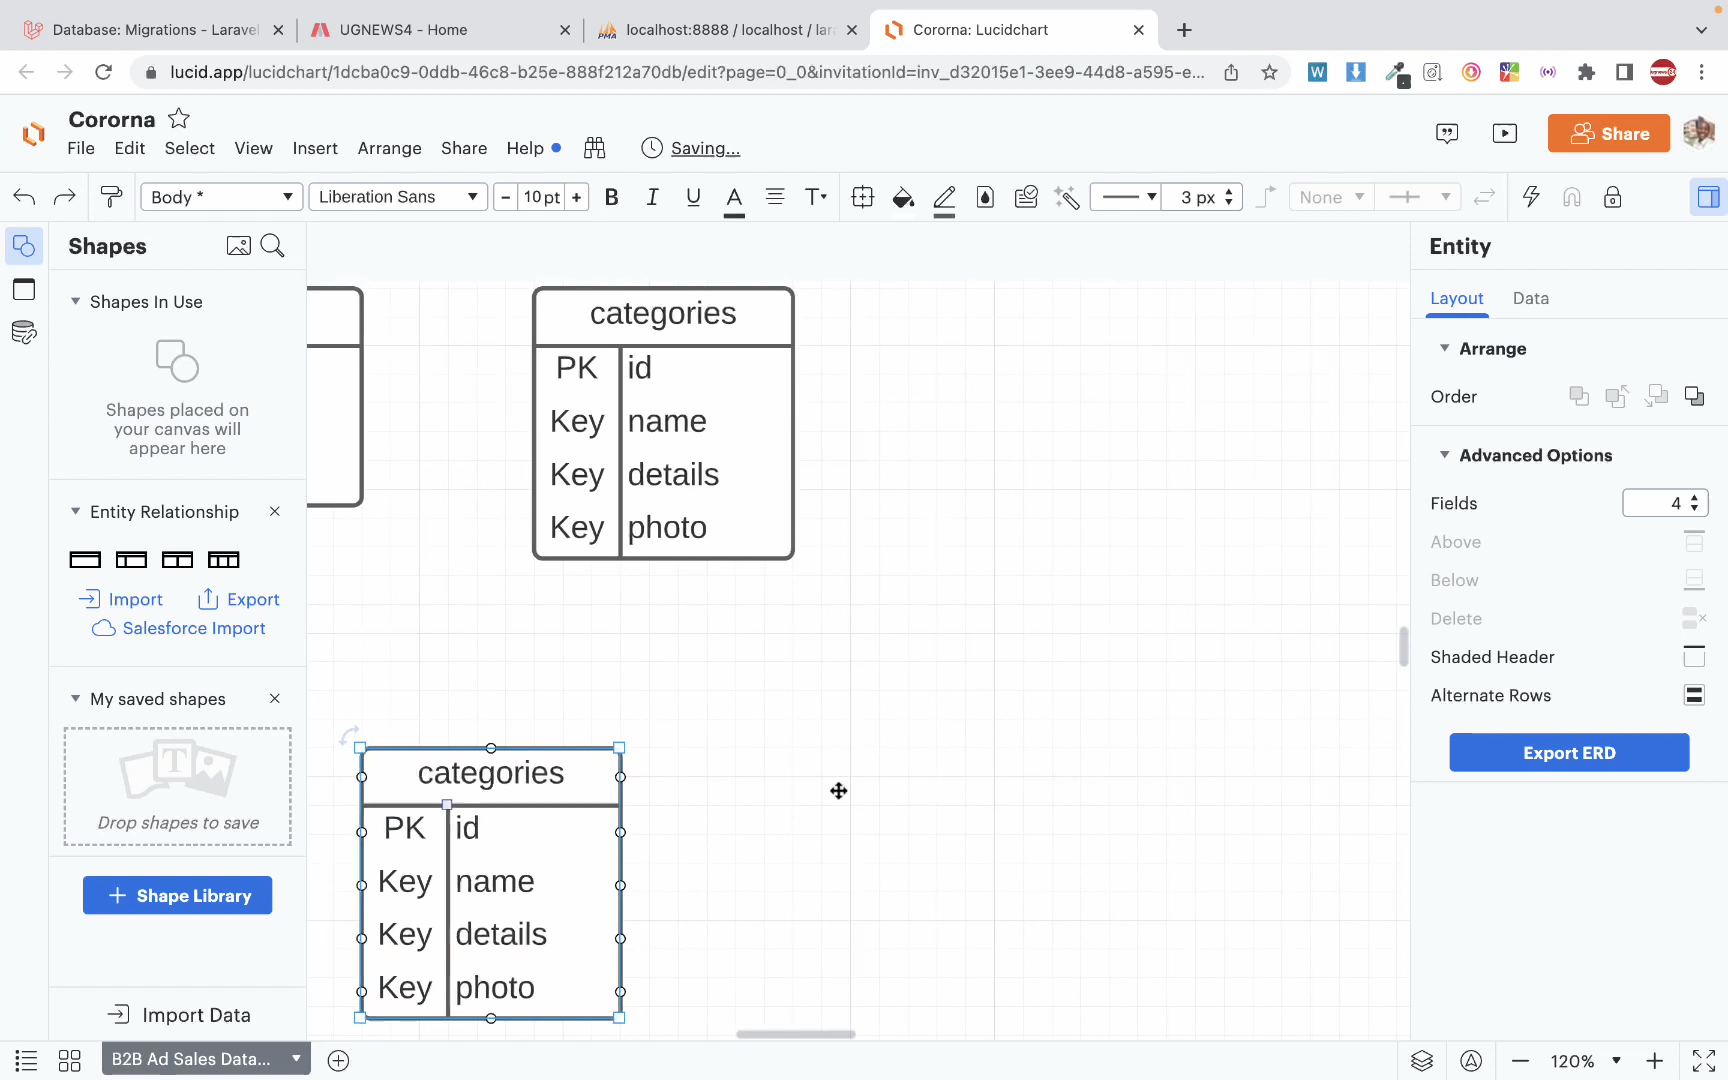 Database: Migrations - Laravel
UGNEWS4 - Home
localhost:8888 / localhost / lar
Cororna: Lucidchart
lucid.app/lucidchart/1dcba0c9-0ddb-46c8-b25e-888f212a70db/edit?page=0_0&invitationId=inv_d32015e1-3ee9-44d8-a595-e...
Cororna
File Edit Select View Insert Arrange Share Help Saving...
Share
Body * Liberation Sans - 10 pt + B I U A T 3 px None
Shapes
Shapes In Use
Shapes placed on
your canvas will
appear here
Entity Relationship
Import Export
Salesforce Import
My saved shapes
T
Drop shapes to save
+ Shape Library
Import Data
categories
PK id
Key name
Key details
Key photo
categories
PK id
Key name
Key details
Key photo
Entity
Layout Data
Arrange
Order
Advanced Options
Fields 4
Above
Below
Delete
Shaded Header
Alternate Rows
Export ERD
B2B Ad Sales Data...
120%